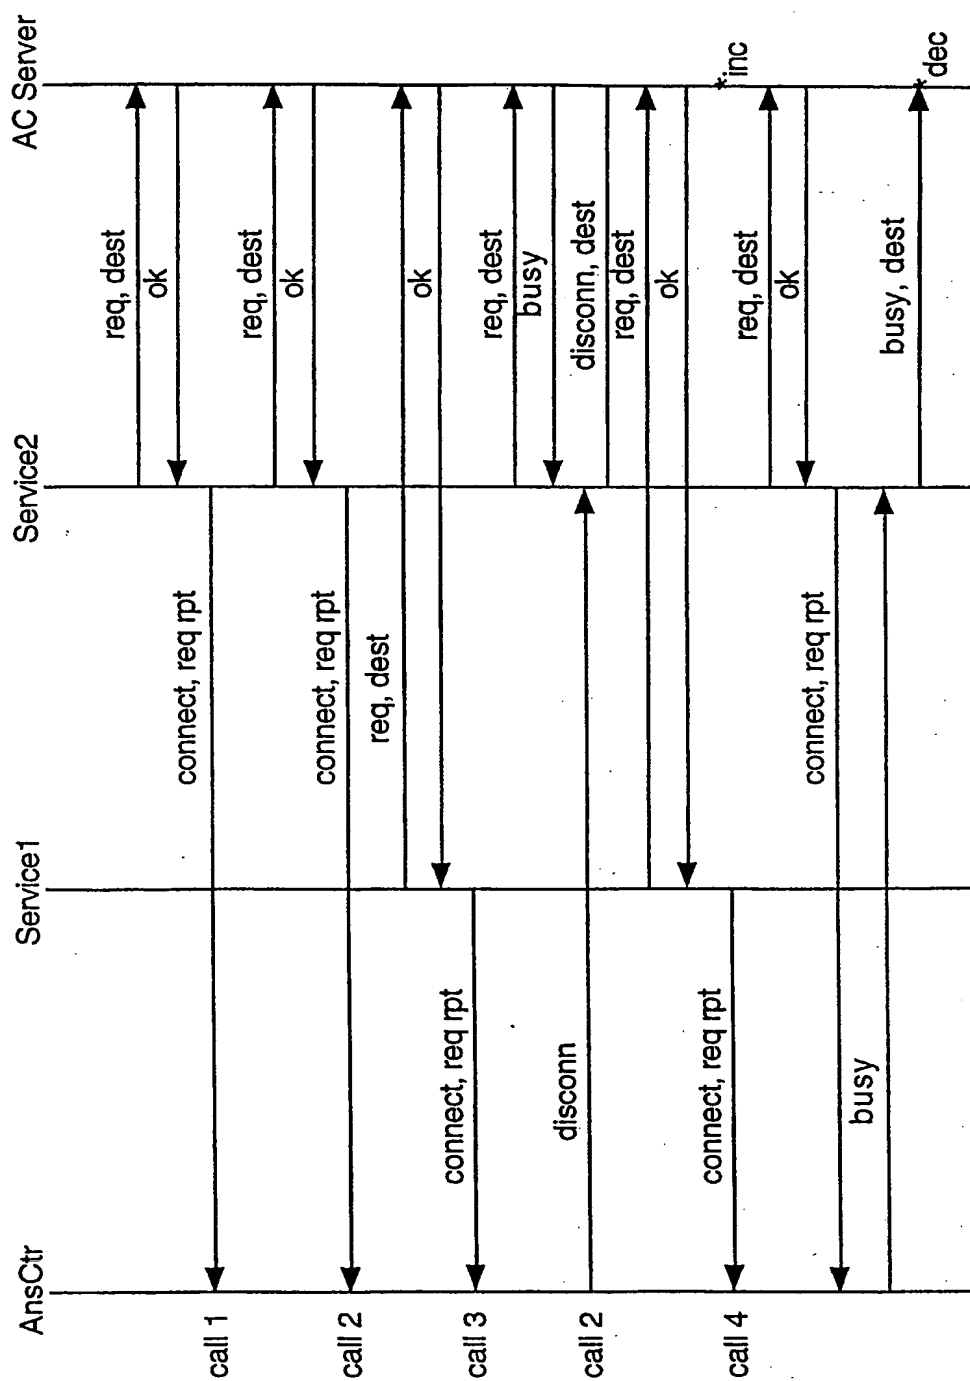 AnsCtr
Service1
Service2
AC Server
req, dest
ok
call 1
connect, req rpt
req, dest
ok
call 2
connect, req rpt
req, dest
ok
call 3
connect, req rpt
req, dest
busy
call 2
disconn
disconn, dest
req, dest
ok
*inc
call 4
connect, req rpt
req, dest
ok
connect, req rpt
busy
busy, dest
*dec